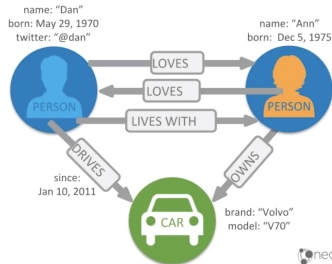 name: “Dan”
born: May 29, 1970
twitter: “@dan”
name: “Ann”
born: Dec 5, 1975
LOVES
LOVES
PERSON
PERSON
LIVES WITH
DRIVES
OWNS
since:
Jan 10, 2011
CAR
brand: “Volvo”
model: “V70”